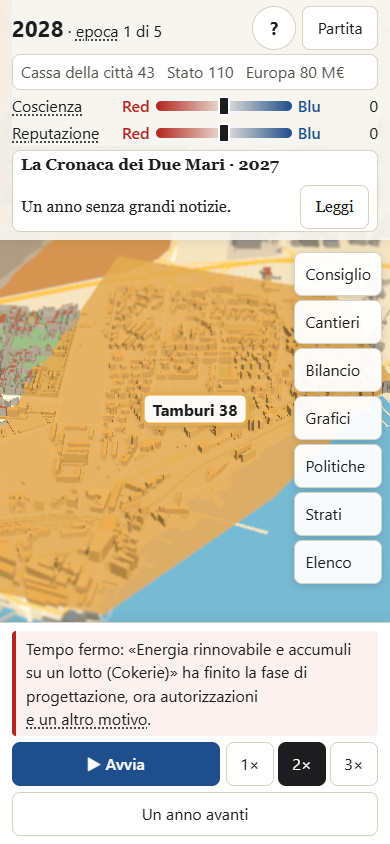 2028 · epoca 1 di 5
?
Partita
Cassa della città 43 Stato 110 Europa 80 M€
Coscienza Red Blu 0
Reputazione Red Blu 0
La Cronaca dei Due Mari · 2027
Un anno senza grandi notizie.
Leggi
Consiglio
Cantieri
Bilancio
Tamburi 38
Grafici
Politiche
Strati
Elenco
Tempo fermo: «Energia rinnovabile e accumuli
su un lotto (Cokerie)» ha finito la fase di
progettazione, ora autorizzazioni
e un altro motivo.
▶ Avvia
1×
2×
3×
Un anno avanti